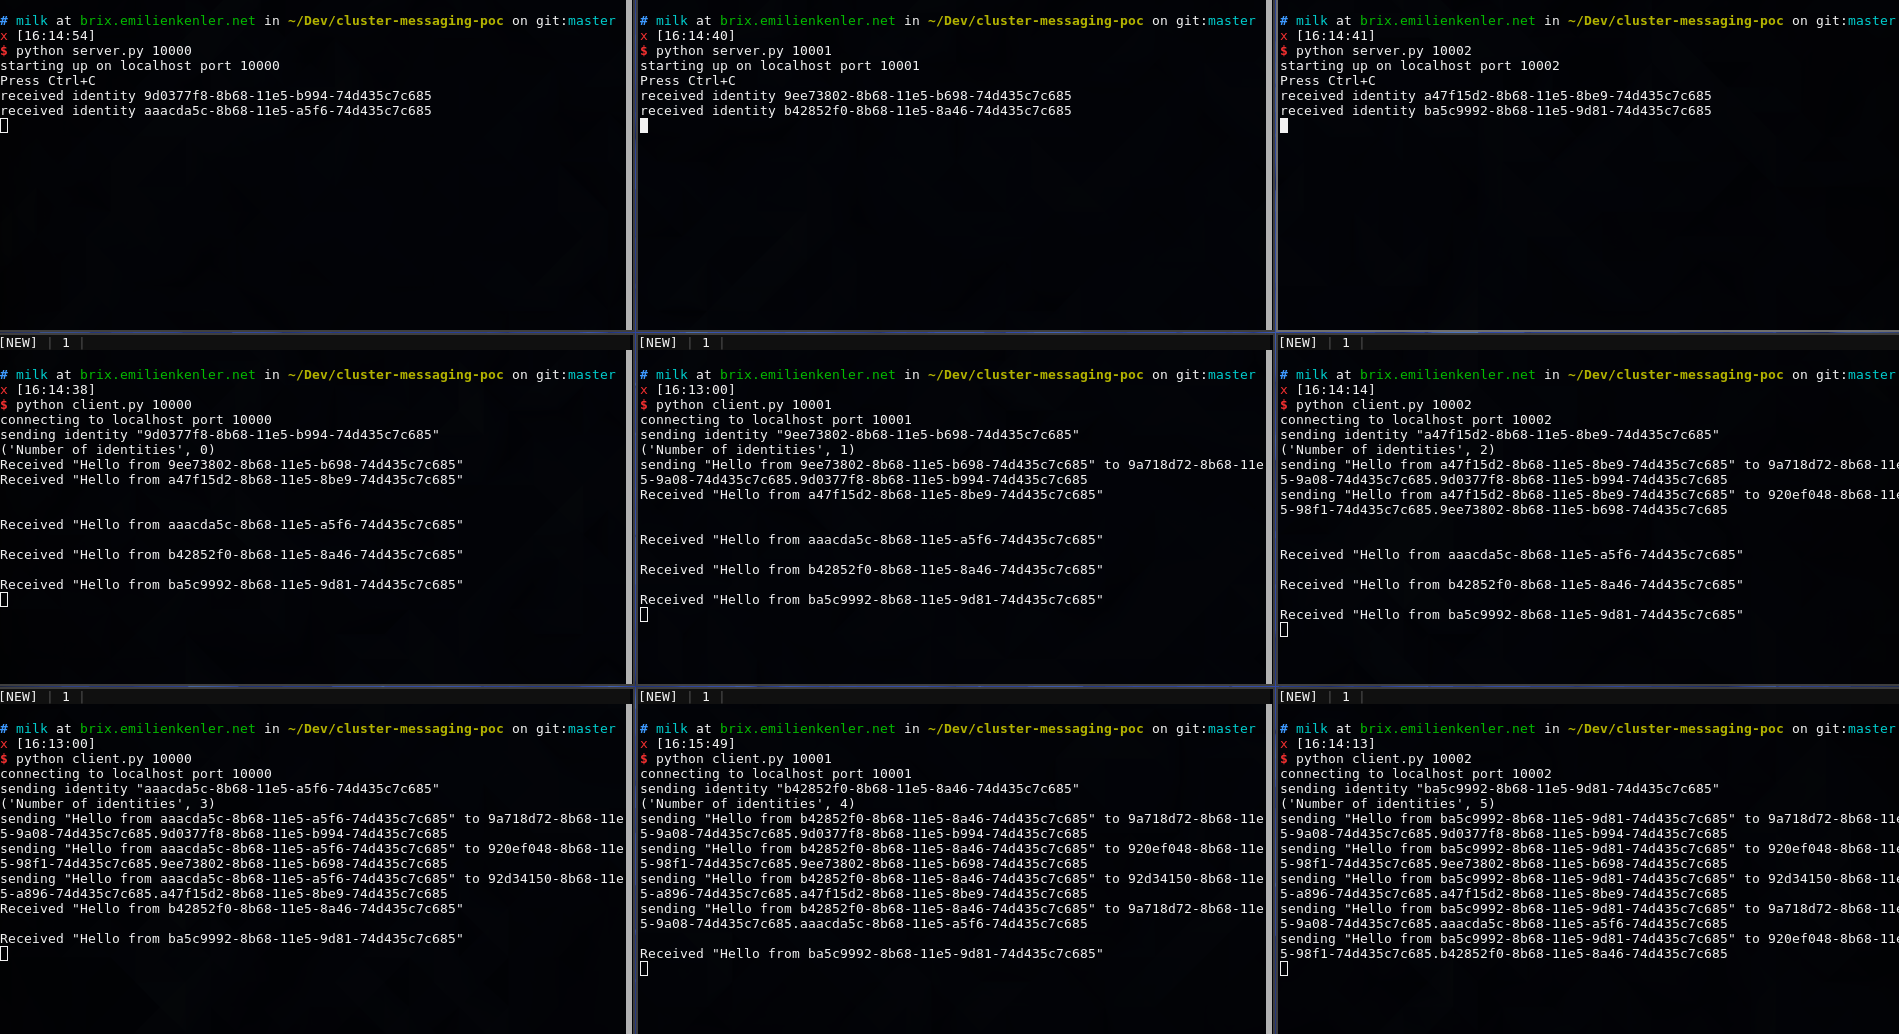 # milk at brix.emilienkenler.net in ~/Dev/cluster-messaging-poc on git:master
x [16:14:54]
$ python server.py 10000
starting up on localhost port 10000
Press Ctrl+C
received identity 9d0377f8-8b68-11e5-b994-74d435c7c685
received identity aaacda5c-8b68-11e5-a5f6-74d435c7c685
# milk at brix.emilienkenler.net in ~/Dev/cluster-messaging-poc on git:master
x [16:14:40]
$ python server.py 10001
starting up on localhost port 10001
Press Ctrl+C
received identity 9ee73802-8b68-11e5-b698-74d435c7c685
received identity b42852f0-8b68-11e5-8a46-74d435c7c685
# milk at brix.emilienkenler.net in ~/Dev/cluster-messaging-poc on git:master
x [16:14:41]
$ python server.py 10002
starting up on localhost port 10002
Press Ctrl+C
received identity a47f15d2-8b68-11e5-8be9-74d435c7c685
received identity ba5c9992-8b68-11e5-9d81-74d435c7c685
[NEW] | 1 |
# milk at brix.emilienkenler.net in ~/Dev/cluster-messaging-poc on git:master
x [16:14:38]
$ python client.py 10000
connecting to localhost port 10000
sending identity "9d0377f8-8b68-11e5-b994-74d435c7c685"
('Number of identities', 0)
Received "Hello from 9ee73802-8b68-11e5-b698-74d435c7c685"
Received "Hello from a47f15d2-8b68-11e5-8be9-74d435c7c685"
Received "Hello from aaacda5c-8b68-11e5-a5f6-74d435c7c685"
Received "Hello from b42852f0-8b68-11e5-8a46-74d435c7c685"
Received "Hello from ba5c9992-8b68-11e5-9d81-74d435c7c685"
[NEW] | 1 |
# milk at brix.emilienkenler.net in ~/Dev/cluster-messaging-poc on git:master
x [16:13:00]
$ python client.py 10001
connecting to localhost port 10001
sending identity "9ee73802-8b68-11e5-b698-74d435c7c685"
('Number of identities', 1)
sending "Hello from 9ee73802-8b68-11e5-b698-74d435c7c685" to 9a718d72-8b68-11e
5-9a08-74d435c7c685.9d0377f8-8b68-11e5-b994-74d435c7c685
Received "Hello from a47f15d2-8b68-11e5-8be9-74d435c7c685"
Received "Hello from aaacda5c-8b68-11e5-a5f6-74d435c7c685"
Received "Hello from b42852f0-8b68-11e5-8a46-74d435c7c685"
Received "Hello from ba5c9992-8b68-11e5-9d81-74d435c7c685"
[NEW] | 1 |
# milk at brix.emilienkenler.net in ~/Dev/cluster-messaging-poc on git:master
x [16:14:14]
$ python client.py 10002
connecting to localhost port 10002
sending identity "a47f15d2-8b68-11e5-8be9-74d435c7c685"
('Number of identities', 2)
sending "Hello from a47f15d2-8b68-11e5-8be9-74d435c7c685" to 9a718d72-8b68-11e
5-9a08-74d435c7c685.9d0377f8-8b68-11e5-b994-74d435c7c685
sending "Hello from a47f15d2-8b68-11e5-8be9-74d435c7c685" to 920ef048-8b68-11e
5-98f1-74d435c7c685.9ee73802-8b68-11e5-b698-74d435c7c685
Received "Hello from aaacda5c-8b68-11e5-a5f6-74d435c7c685"
Received "Hello from b42852f0-8b68-11e5-8a46-74d435c7c685"
Received "Hello from ba5c9992-8b68-11e5-9d81-74d435c7c685"
[NEW] | 1 |
# milk at brix.emilienkenler.net in ~/Dev/cluster-messaging-poc on git:master
x [16:13:00]
$ python client.py 10000
connecting to localhost port 10000
sending identity "aaacda5c-8b68-11e5-a5f6-74d435c7c685"
('Number of identities', 3)
sending "Hello from aaacda5c-8b68-11e5-a5f6-74d435c7c685" to 9a718d72-8b68-11e
5-9a08-74d435c7c685.9d0377f8-8b68-11e5-b994-74d435c7c685
sending "Hello from aaacda5c-8b68-11e5-a5f6-74d435c7c685" to 920ef048-8b68-11e
5-98f1-74d435c7c685.9ee73802-8b68-11e5-b698-74d435c7c685
sending "Hello from aaacda5c-8b68-11e5-a5f6-74d435c7c685" to 92d34150-8b68-11e
5-a896-74d435c7c685.a47f15d2-8b68-11e5-8be9-74d435c7c685
Received "Hello from b42852f0-8b68-11e5-8a46-74d435c7c685"
Received "Hello from ba5c9992-8b68-11e5-9d81-74d435c7c685"
[NEW] | 1 |
# milk at brix.emilienkenler.net in ~/Dev/cluster-messaging-poc on git:master
x [16:15:49]
$ python client.py 10001
connecting to localhost port 10001
sending identity "b42852f0-8b68-11e5-8a46-74d435c7c685"
('Number of identities', 4)
sending "Hello from b42852f0-8b68-11e5-8a46-74d435c7c685" to 9a718d72-8b68-11e
5-9a08-74d435c7c685.9d0377f8-8b68-11e5-b994-74d435c7c685
sending "Hello from b42852f0-8b68-11e5-8a46-74d435c7c685" to 920ef048-8b68-11e
5-98f1-74d435c7c685.9ee73802-8b68-11e5-b698-74d435c7c685
sending "Hello from b42852f0-8b68-11e5-8a46-74d435c7c685" to 92d34150-8b68-11e
5-a896-74d435c7c685.a47f15d2-8b68-11e5-8be9-74d435c7c685
sending "Hello from b42852f0-8b68-11e5-8a46-74d435c7c685" to 9a718d72-8b68-11e
5-9a08-74d435c7c685.aaacda5c-8b68-11e5-a5f6-74d435c7c685
Received "Hello from ba5c9992-8b68-11e5-9d81-74d435c7c685"
[NEW] | 1 |
# milk at brix.emilienkenler.net in ~/Dev/cluster-messaging-poc on git:master
x [16:14:13]
$ python client.py 10002
connecting to localhost port 10002
sending identity "ba5c9992-8b68-11e5-9d81-74d435c7c685"
('Number of identities', 5)
sending "Hello from ba5c9992-8b68-11e5-9d81-74d435c7c685" to 9a718d72-8b68-11e
5-9a08-74d435c7c685.9d0377f8-8b68-11e5-b994-74d435c7c685
sending "Hello from ba5c9992-8b68-11e5-9d81-74d435c7c685" to 920ef048-8b68-11e
5-98f1-74d435c7c685.9ee73802-8b68-11e5-b698-74d435c7c685
sending "Hello from ba5c9992-8b68-11e5-9d81-74d435c7c685" to 92d34150-8b68-11e
5-a896-74d435c7c685.a47f15d2-8b68-11e5-8be9-74d435c7c685
sending "Hello from ba5c9992-8b68-11e5-9d81-74d435c7c685" to 9a718d72-8b68-11e
5-9a08-74d435c7c685.aaacda5c-8b68-11e5-a5f6-74d435c7c685
sending "Hello from ba5c9992-8b68-11e5-9d81-74d435c7c685" to 920ef048-8b68-11e
5-98f1-74d435c7c685.b42852f0-8b68-11e5-8a46-74d435c7c685